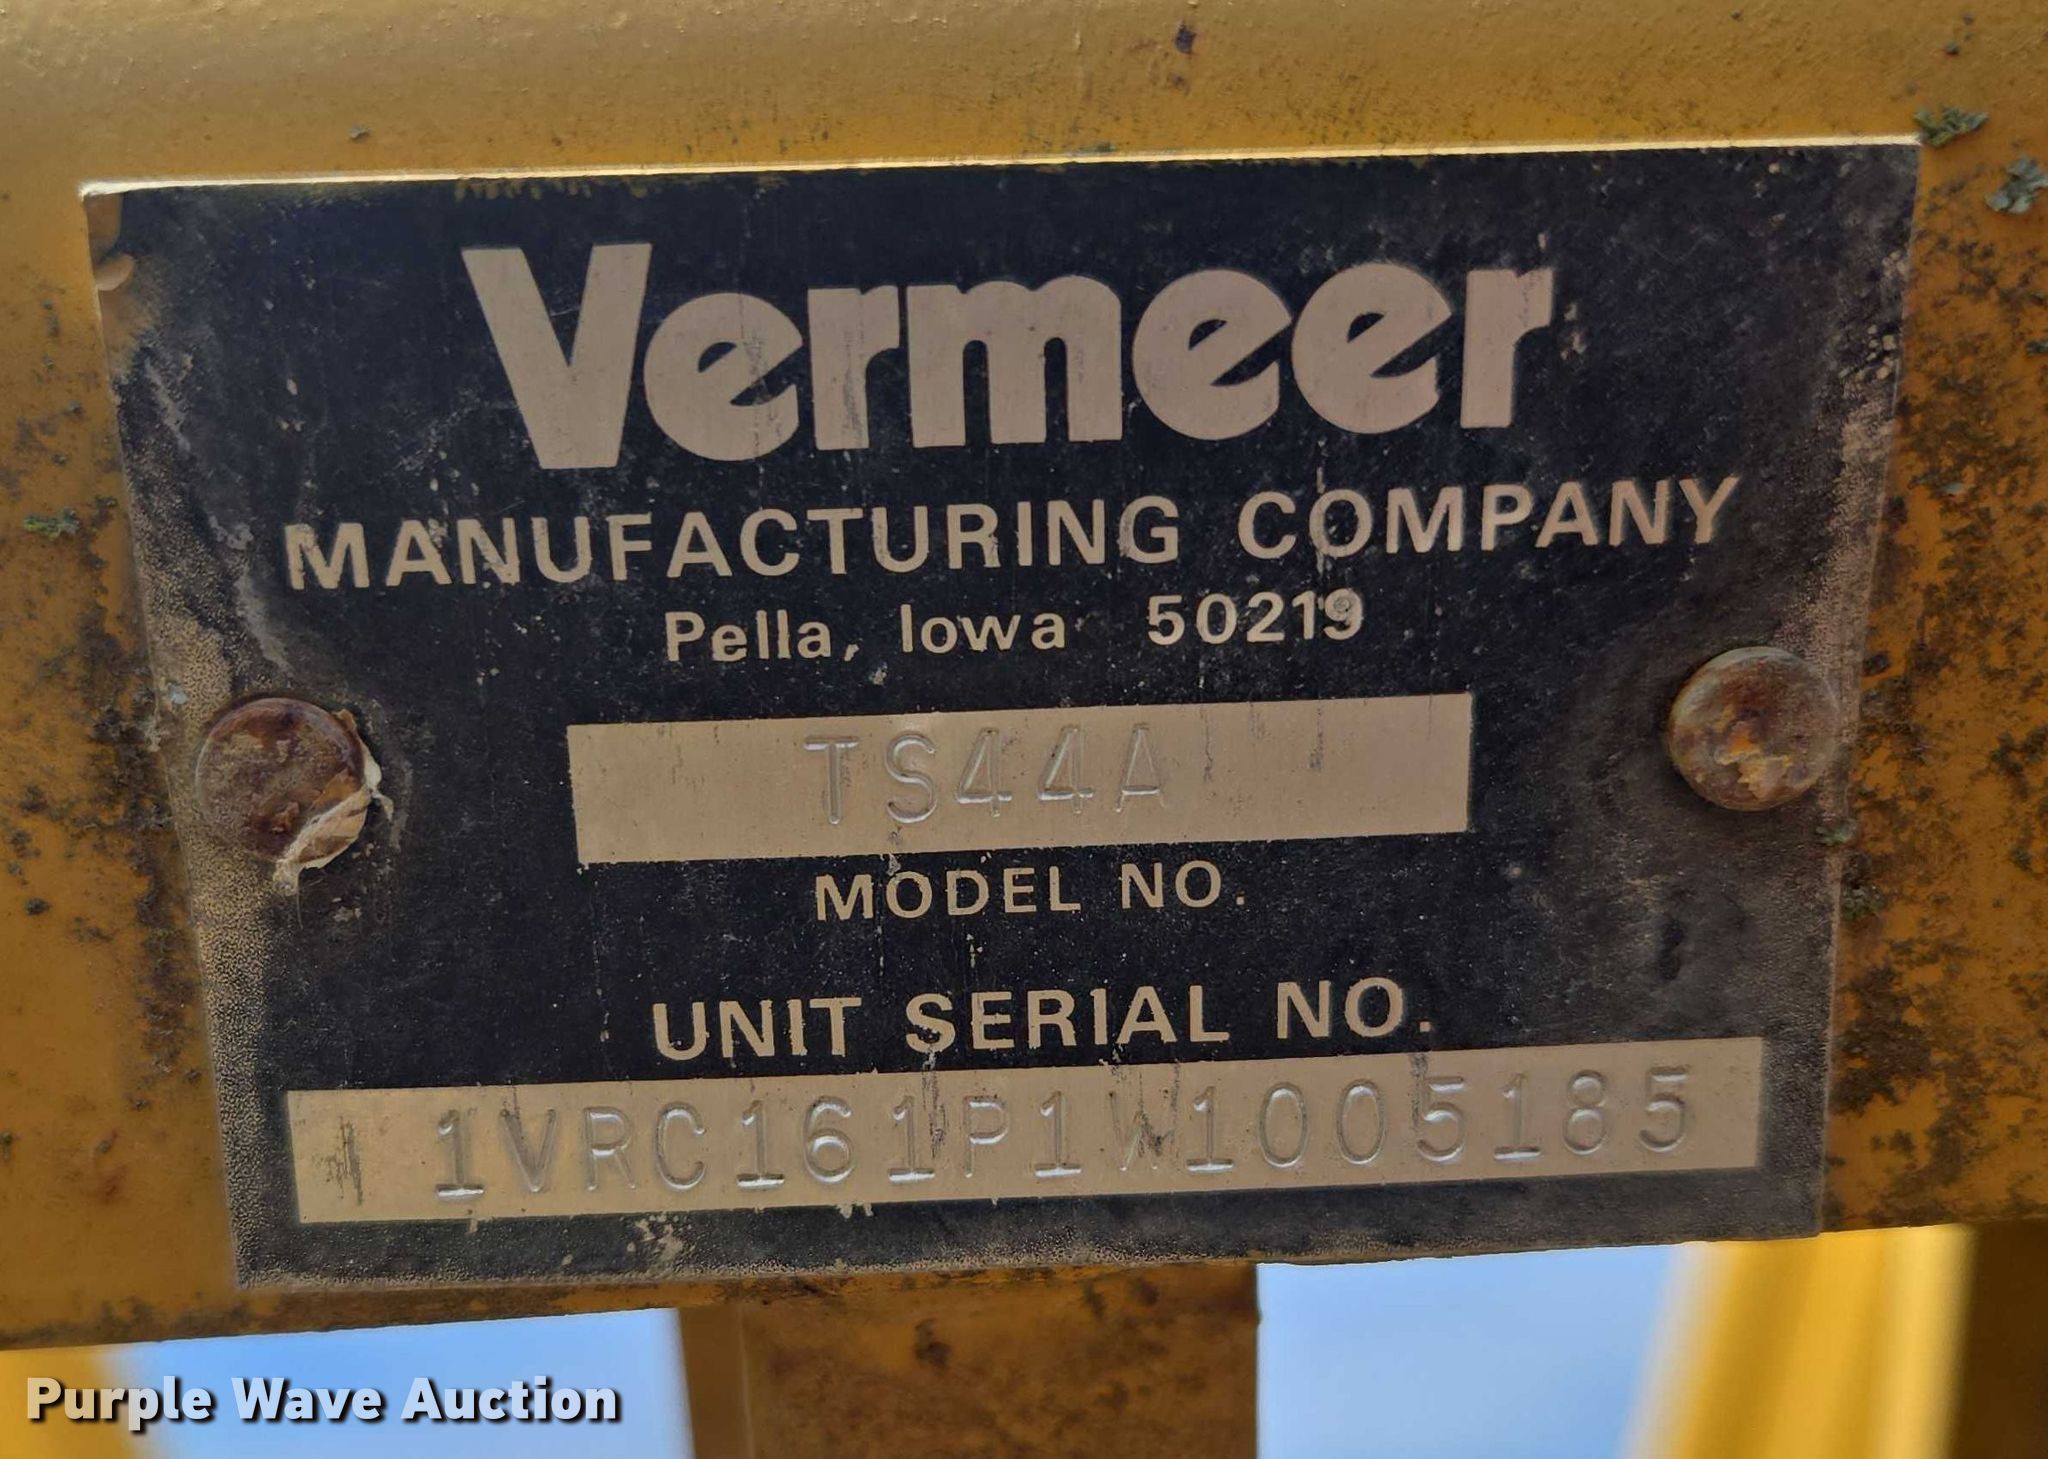 Vermeer
MANUFACTURING COMPANY
Pella, Iowa 50219
TS44A
MODEL NO.
UNIT SERIAL NO.
1VRC161P1W1005185
Purple Wave Auction